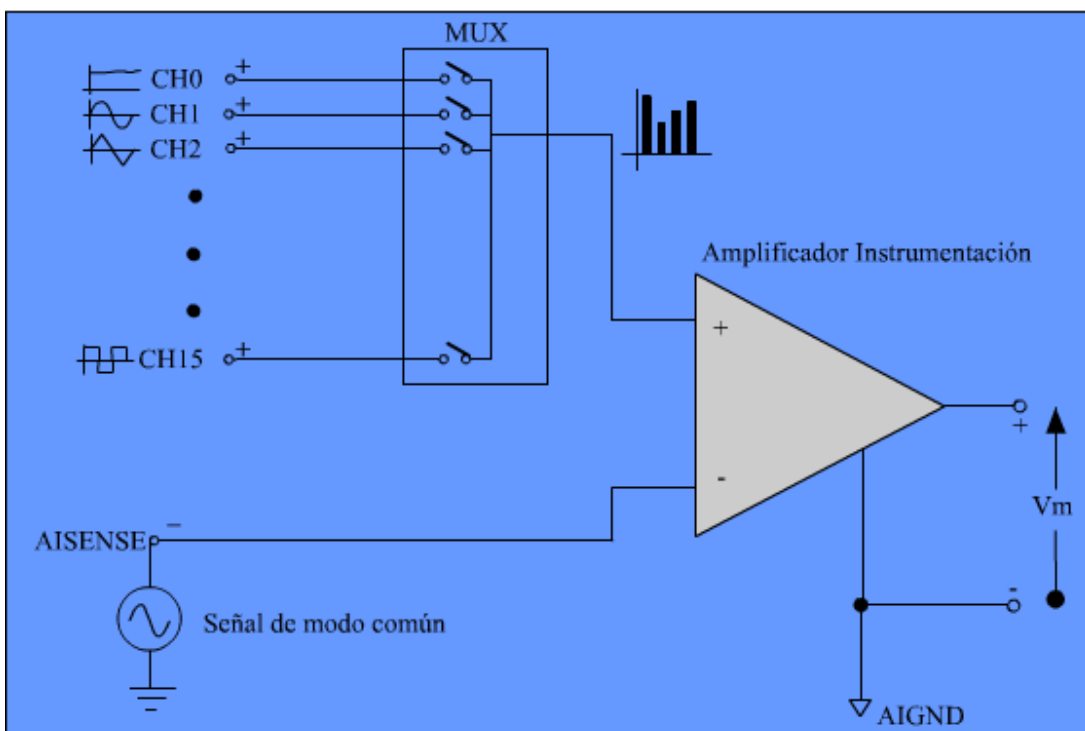 MUX
CH0 +
CH1 +
CH2 +
CH15 +
Amplificador Instrumentación
+
-
+
Vm
-
AISENSE −
Señal de modo común
AIGND